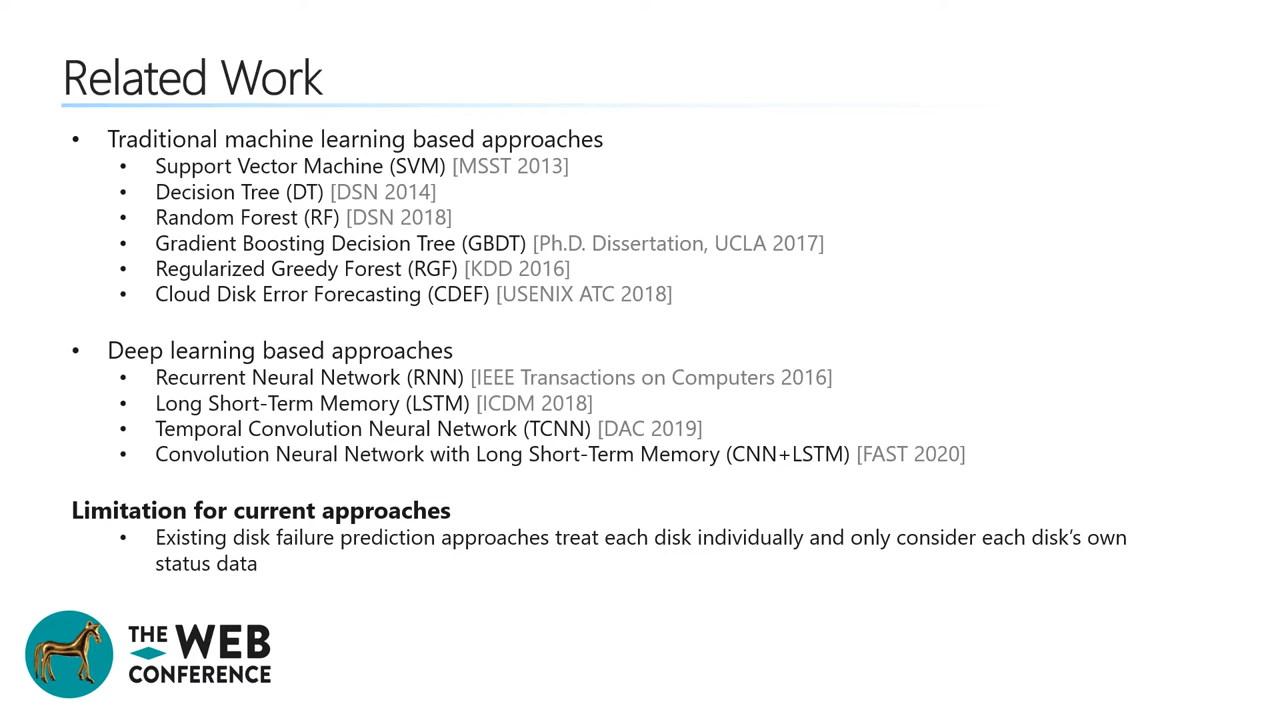 Related Work
• Traditional machine learning based approaches
• Support Vector Machine (SVM) [MSST 2013]
• Decision Tree (DT) [DSN 2014]
• Random Forest (RF) [DSN 2018]
• Gradient Boosting Decision Tree (GBDT) [Ph.D. Dissertation, UCLA 2017]
• Regularized Greedy Forest (RGF) [KDD 2016]
• Cloud Disk Error Forecasting (CDEF) [USENIX ATC 2018]
• Deep learning based approaches
• Recurrent Neural Network (RNN) [IEEE Transactions on Computers 2016]
• Long Short-Term Memory (LSTM) [ICDM 2018]
• Temporal Convolution Neural Network (TCNN) [DAC 2019]
• Convolution Neural Network with Long Short-Term Memory (CNN+LSTM) [FAST 2020]
Limitation for current approaches
• Existing disk failure prediction approaches treat each disk individually and only consider each disk’s own
status data
THE WEB
CONFERENCE